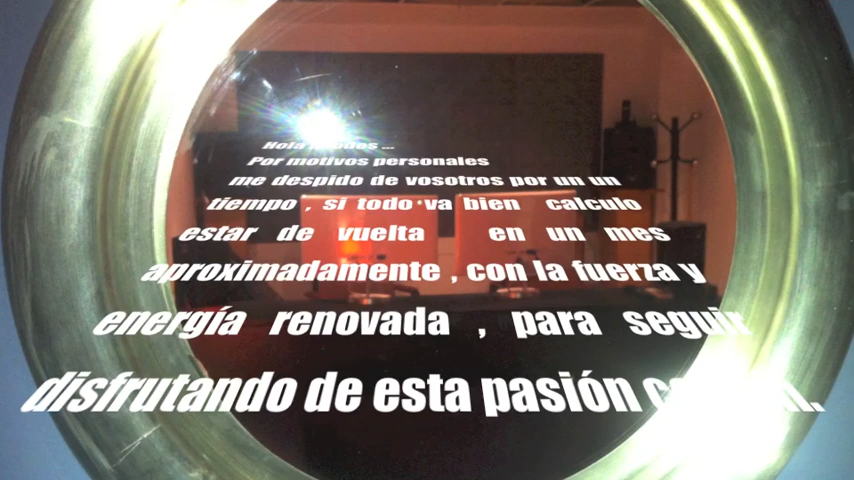 Hola ...
Por motivos personales
me despido de vosotros por un un
tiempo , si todo va bien calculo
estar de vuelta en un mes
aproximadamente , con la fuerza y
energía renovada , para seguir
disfrutando de esta pasión